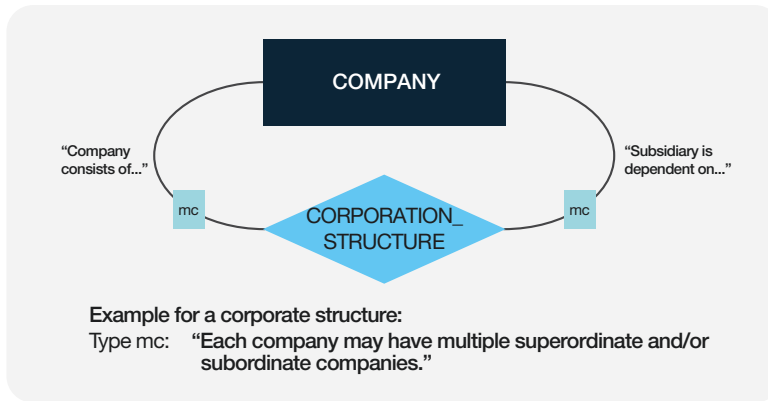 COMPANY
“Company
consists of...”
“Subsidiary is
dependent on...”
mc
mc
CORPORATION_
STRUCTURE
Example for a corporate structure:
Type mc: “Each company may have multiple superordinate and/or
subordinate companies.”